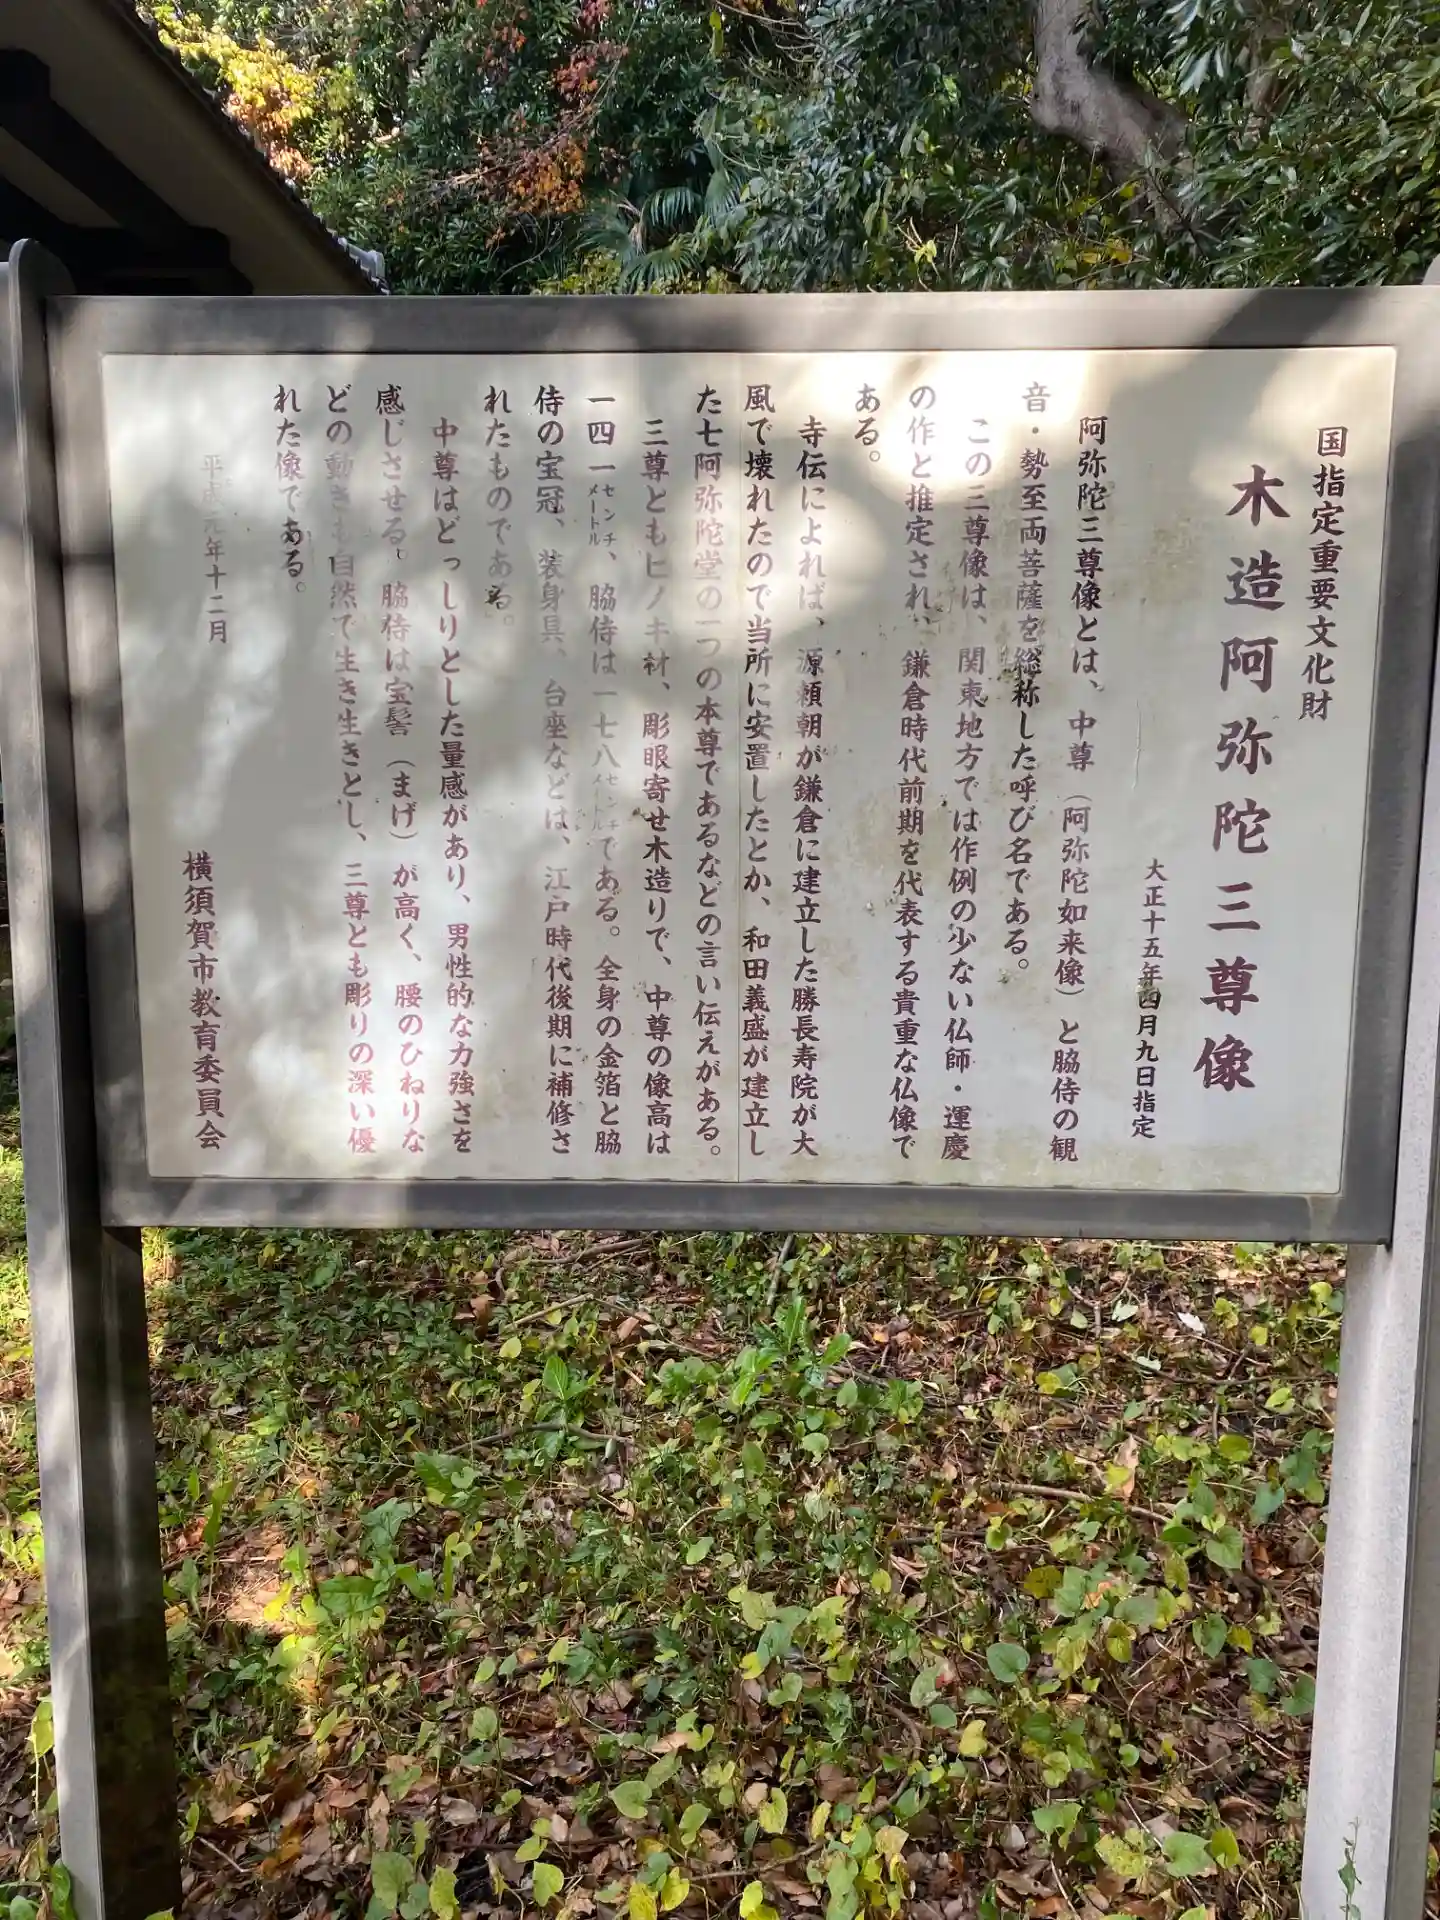 国指定重要文化財
木造阿弥陀三尊像
大正十五年四月九日指定
阿弥陀三尊像とは、中尊（阿弥陀如来像）と脇侍の観
音・勢至両菩薩を総称した呼び名である。
この三尊像は、関東地方では作例の少ない仏師・運慶
の作と推定され、鎌倉時代前期を代表する貴重な仏像で
ある。
寺伝によれば、源頼朝が鎌倉に建立した勝長寿院が大
風で壊れたので当所に安置したとか、和田義盛が建立し
た七阿弥陀堂の一つの本尊であるなどの言い伝えがある。
三尊ともヒノキ材、彫眼寄せ木造りで、中尊の像高は
一四一センチメートル、脇侍は一七八センチメートルである。全身の金箔と脇
侍の宝冠、装身具、台座などは、江戸時代後期に補修さ
れたものである。
中尊はどっしりとした量感があり、男性的な力強さを
感じさせる。脇侍は宝髻（まげ）が高く、腰のひねりな
どの動きも自然で生き生きとし、三尊とも彫りの深い優
れた像である。
平成元年十二月
横須賀市教育委員会